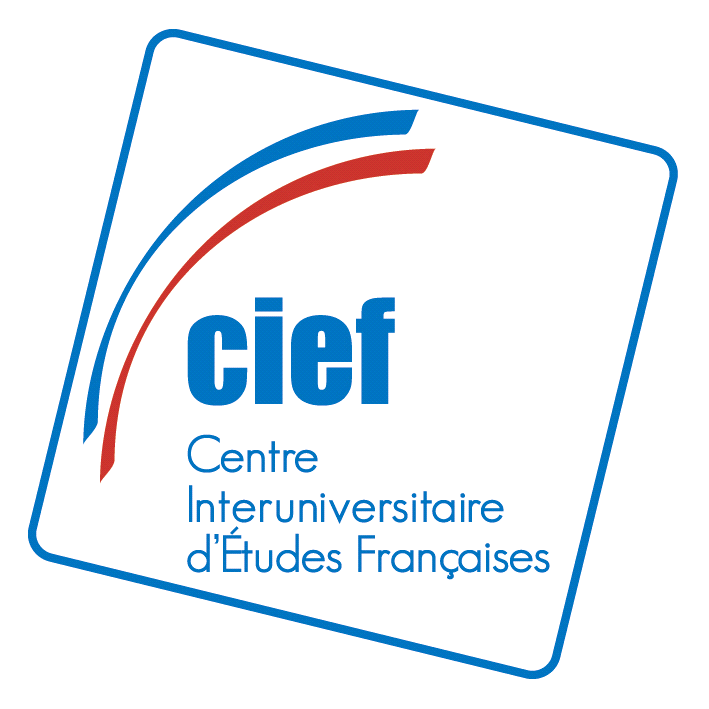 cief
Centre
Interuniversitaire
d'Études Françaises